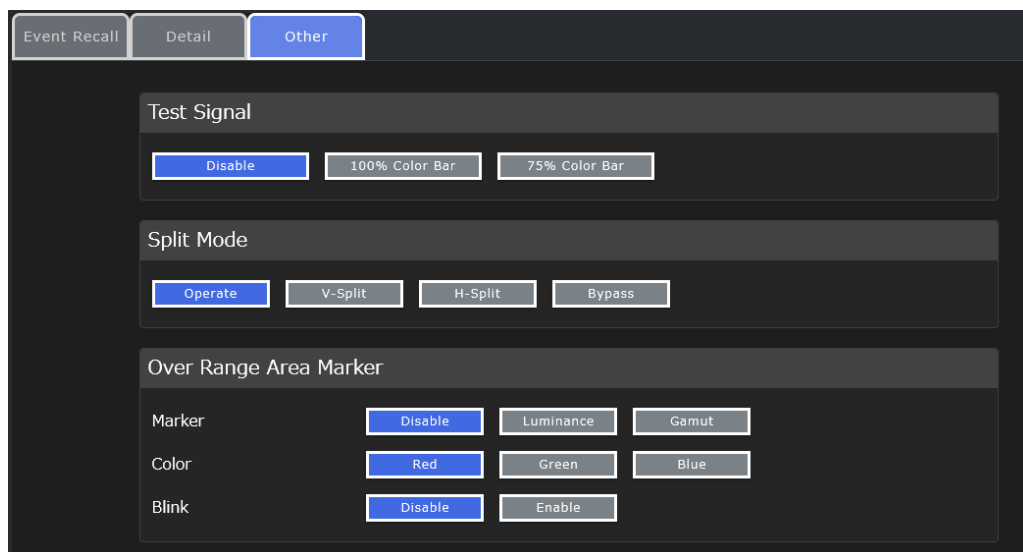 Event Recall Detail Other
Test Signal
Disable 100% Color Bar 75% Color Bar
Split Mode
Operate V-Split H-Split Bypass
Over Range Area Marker
Marker Disable Luminance Gamut
Color Red Green Blue
Blink Disable Enable